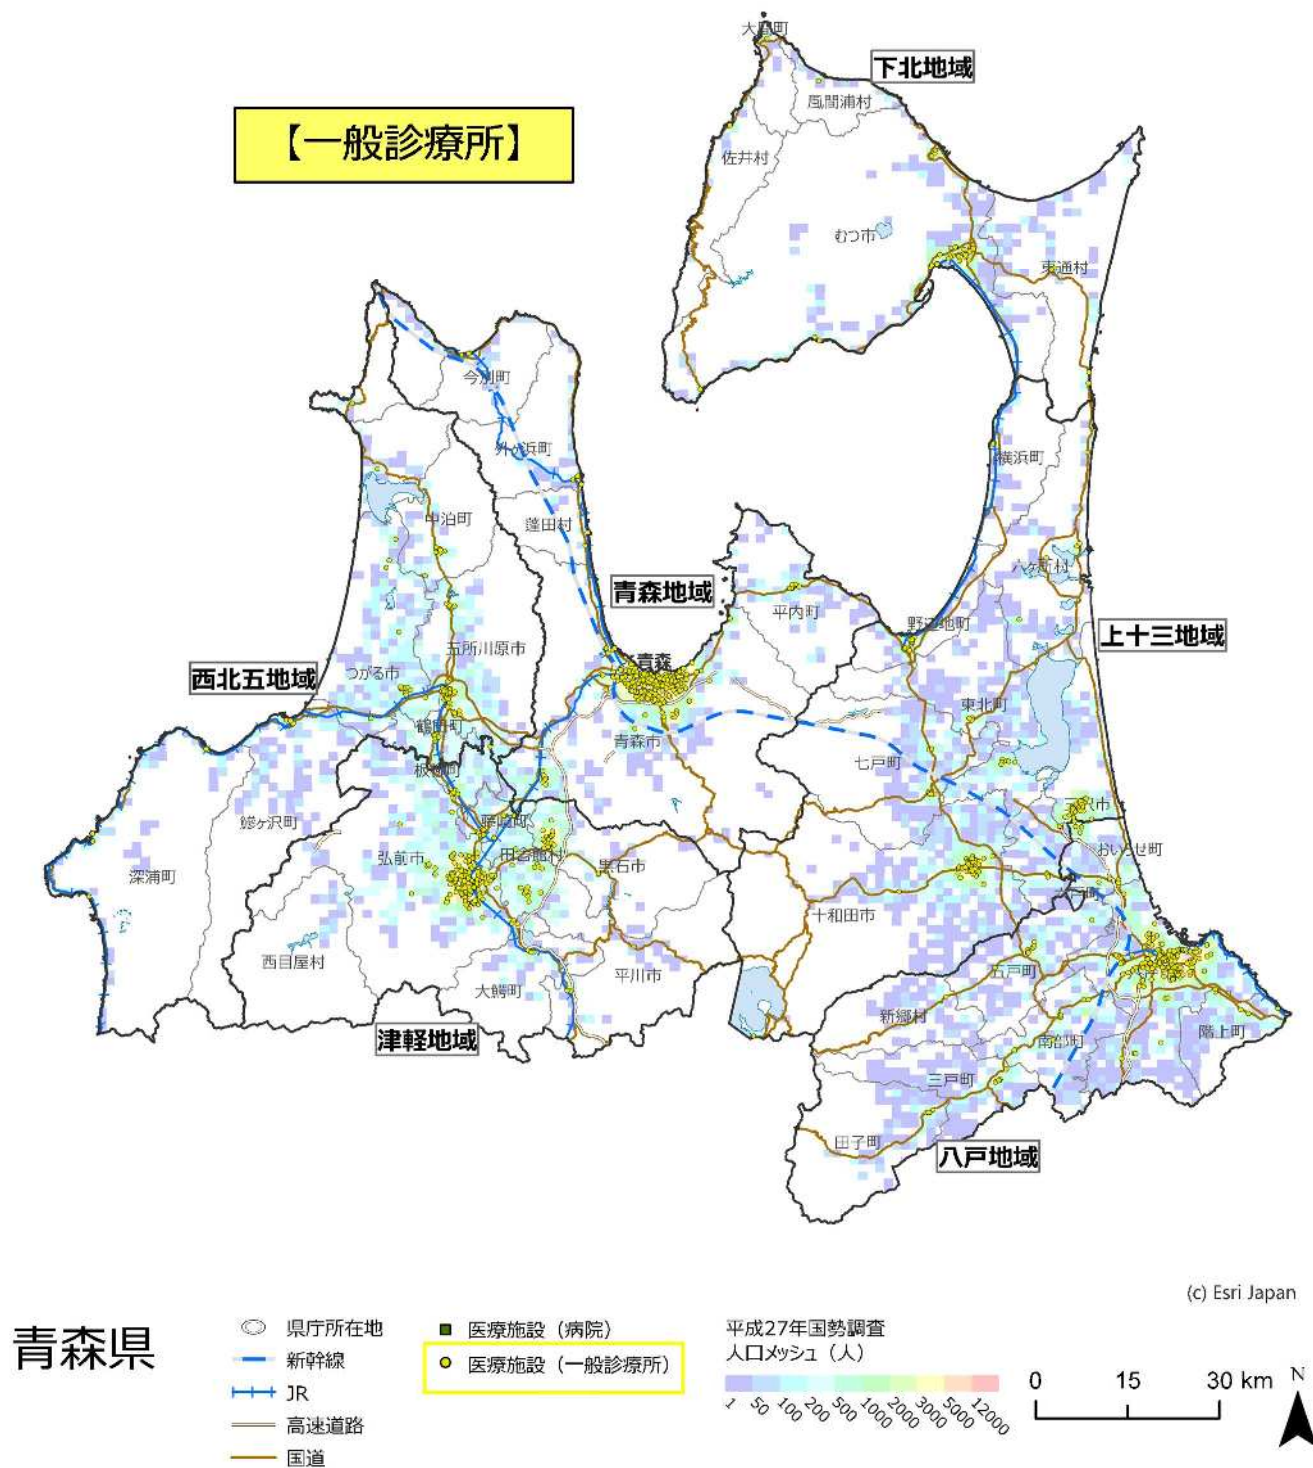 大間町
下北地域
風間浦村
【一般診療所】
佐井村
むつ市
東通村
今別町
外ヶ浜町
横浜町
中泊町
蓬田村
六ヶ所村
青森地域
平内町
野辺地町
上十三地域
西北五地域
つがる市
五所川原市
青森
東北町
鶴田町
青森市
七戸町
板柳町
三沢市
鰺ヶ沢町
藤崎町
弘前市
田舎館村
黒石市
おいらせ町
深浦町
六戸町
十和田市
西目屋村
大鰐町
平川市
五戸町
八戸市
津軽地域
新郷村
南部町
階上町
三戸町
田子町
八戸地域
(c) Esri Japan
青森県
県庁所在地
新幹線
JR
高速道路
国道
医療施設（病院）
医療施設（一般診療所）
平成27年国勢調査
人口メッシュ（人）
1 50 100 200 500 1000 2000 3000 5000 12000
0 15 30 km
N